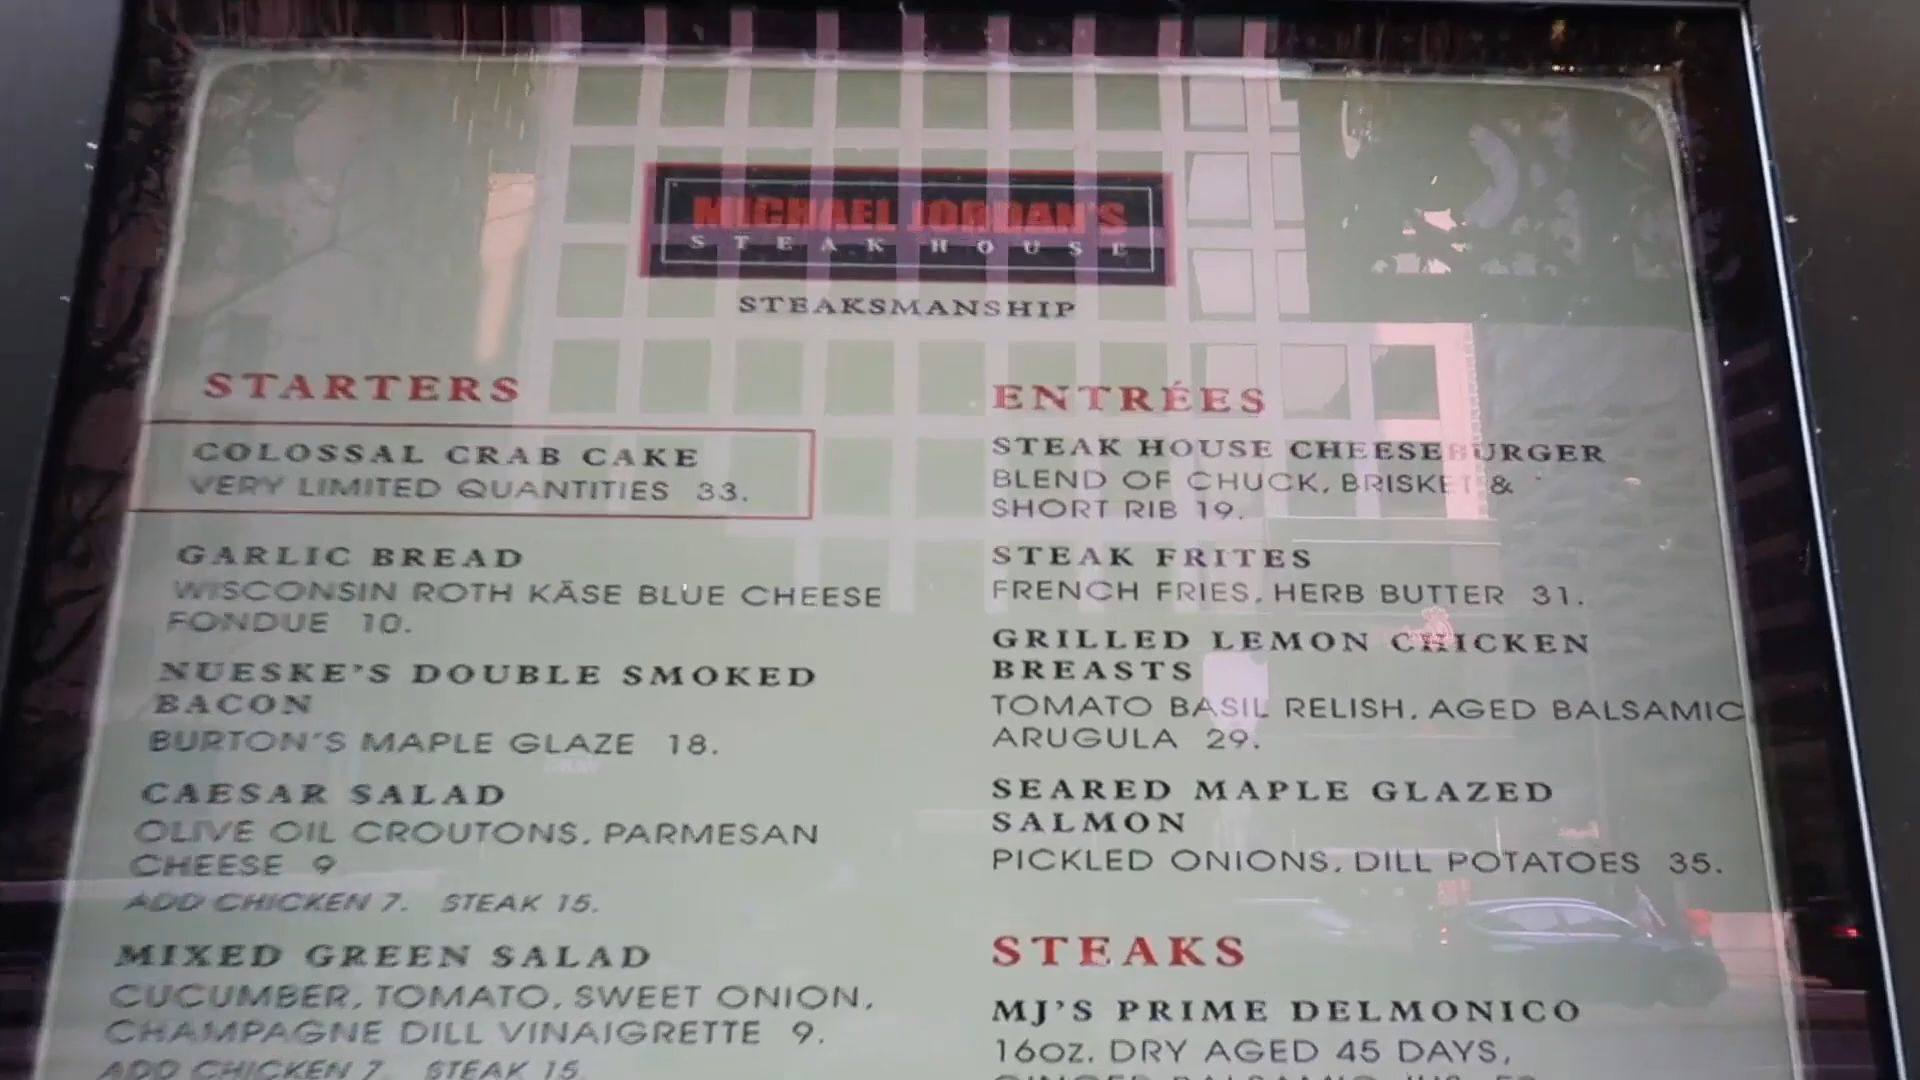 MICHAEL JORDAN'S
STEAK HOUSE
STEAKSMANSHIP
STARTERS
COLOSSAL CRAB CAKE
VERY LIMITED QUANTITIES 33.
GARLIC BREAD
WISCONSIN ROTH KÄSE BLUE CHEESE
FONDUE 10.
NUESKE'S DOUBLE SMOKED
BACON
BURTON'S MAPLE GLAZE 18.
CAESAR SALAD
OLIVE OIL CROUTONS, PARMESAN
CHEESE 9
ADD CHICKEN 7. STEAK 15.
MIXED GREEN SALAD
CUCUMBER, TOMATO, SWEET ONION,
CHAMPAGNE DILL VINAIGRETTE 9.
ADD CHICKEN 7 STEAK 15.
ENTRÉES
STEAK HOUSE CHEESEBURGER
BLEND OF CHUCK, BRISKET &
SHORT RIB 19.
STEAK FRITES
FRENCH FRIES, HERB BUTTER 31.
GRILLED LEMON CHICKEN
BREASTS
TOMATO BASIL RELISH, AGED BALSAMIC
ARUGULA 29.
SEARED MAPLE GLAZED
SALMON
PICKLED ONIONS, DILL POTATOES 35.
STEAKS
MJ'S PRIME DELMONICO
16OZ. DRY AGED 45 DAYS,
GINGER BALSAMIC JUS